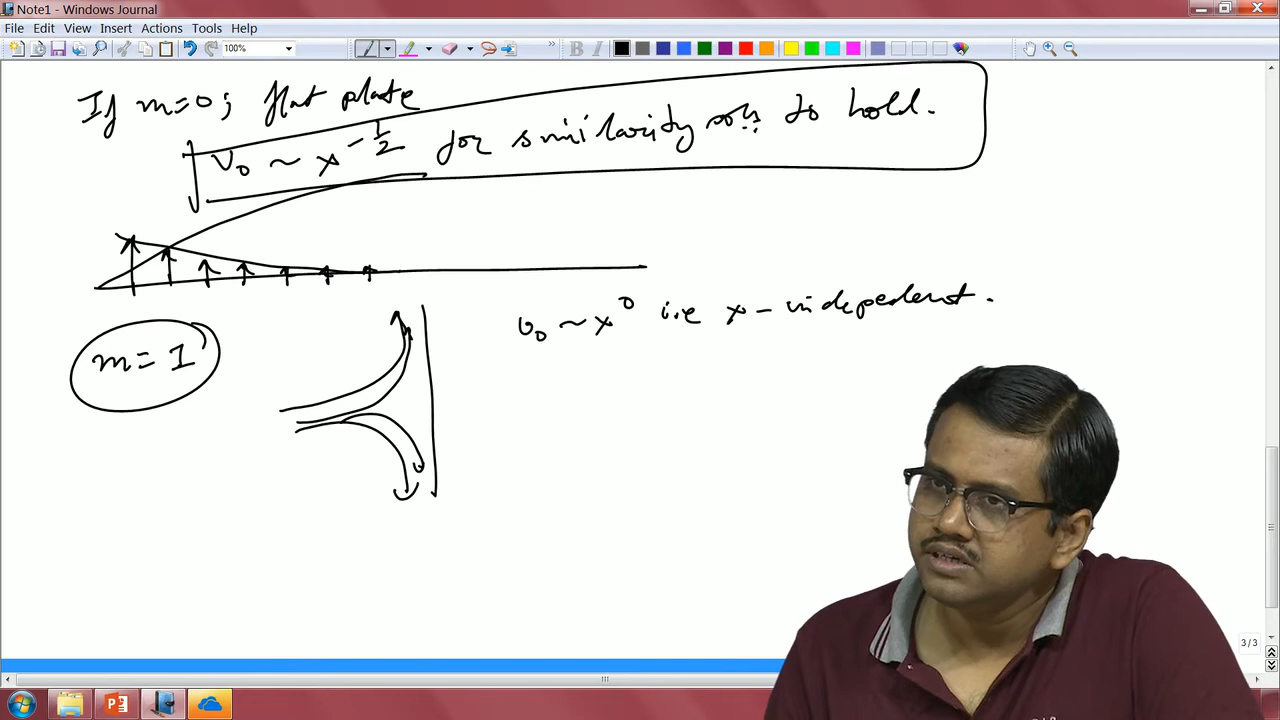 Note1 - Windows Journal
File Edit View Insert Actions Tools Help
100%
If m=0; flat plate
v₀ ~ x^-1/2 for similarity solⁿˢ to hold.
v₀ ~ x⁰ i.e x - independent.
m = 1
3/3